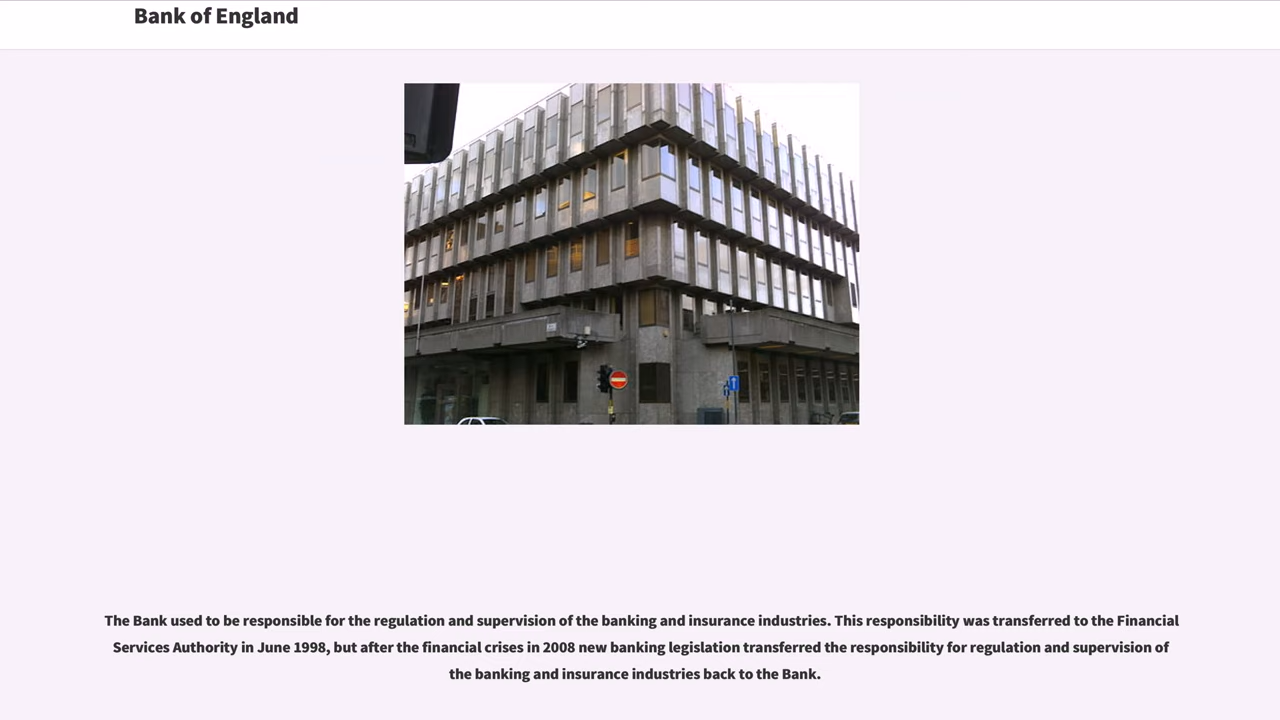 Bank of England
The Bank used to be responsible for the regulation and supervision of the banking and insurance industries. This responsibility was transferred to the Financial
Services Authority in June 1998, but after the financial crises in 2008 new banking legislation transferred the responsibility for regulation and supervision of
the banking and insurance industries back to the Bank.